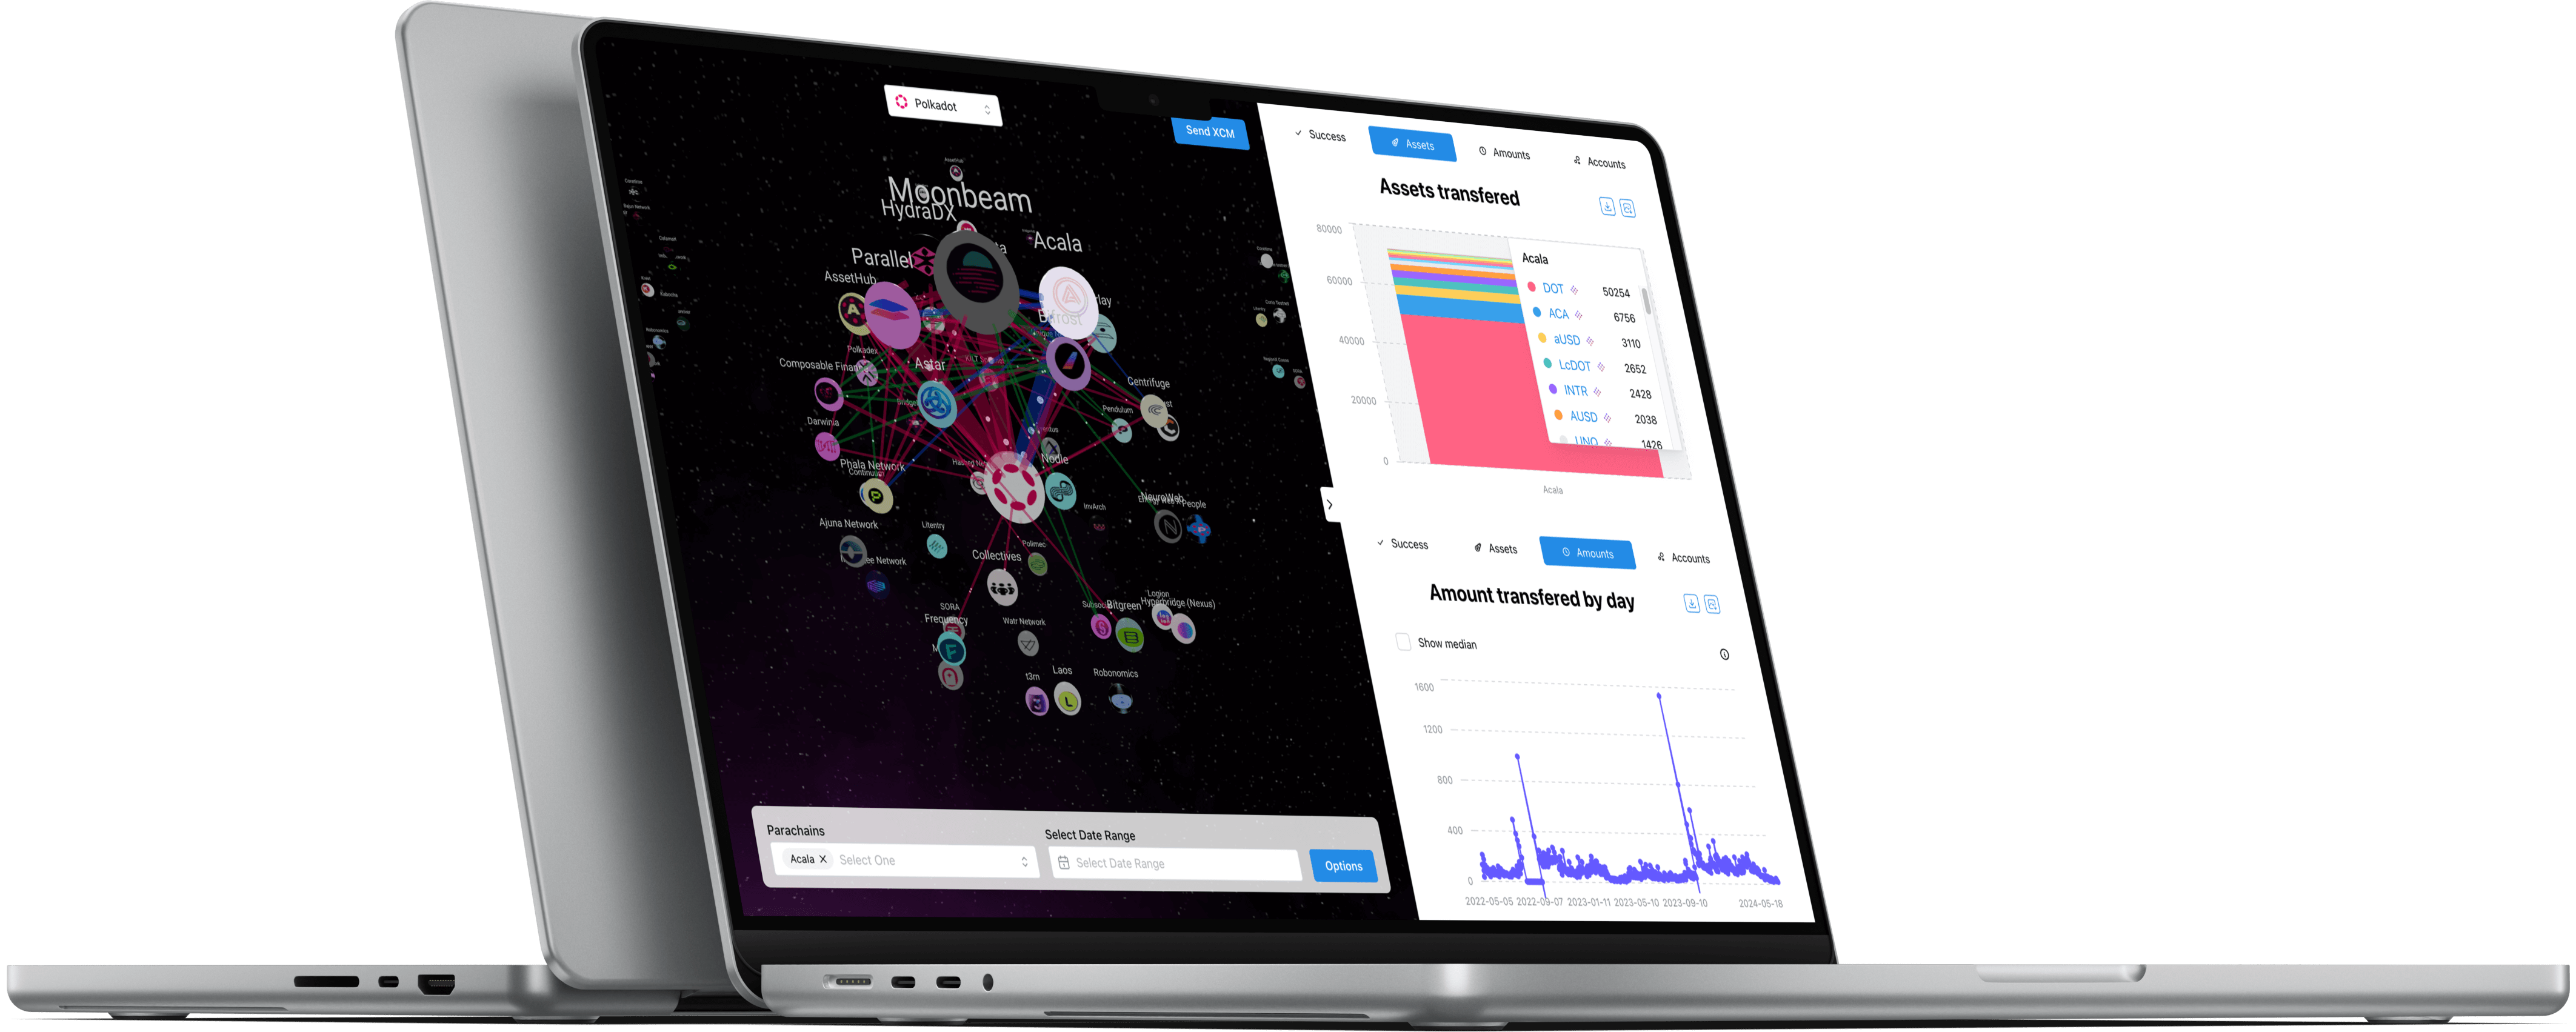 Polkadot
Send XCM
AssetHub
Moonbeam
HydraDX
Acala
Parallel
AssetHub
Bifrost
Polkadex
Composable Finance
Astar
KILT
Centrifuge
Pendulum
Darwinia
Phala Network
Continuum
Nodle
InvArch
NeuroWeb
People
Ajuna Network
Litentry
Collectives
Polimec
SORA
Frequency
Watr Network
Subsocial
Bitgreen
Logion
Hyperbridge (Nexus)
t3rn
Laos
Robonomics
Parachains
Acala X
Select One
Select Date Range
Select Date Range
Options
Success
Assets
Amounts
Accounts
Assets transfered
80000
60000
40000
20000
0
Acala
DOT 50254
ACA 6756
aUSD 3110
LcDOT 2652
INTR 2428
AUSD 2038
UNQ 1426
Acala
Success
Assets
Amounts
Accounts
Amount transfered by day
Show median
1600
1200
800
400
0
2022-05-05 2022-09-07 2023-01-11 2023-05-10 2023-09-10 2024-05-18